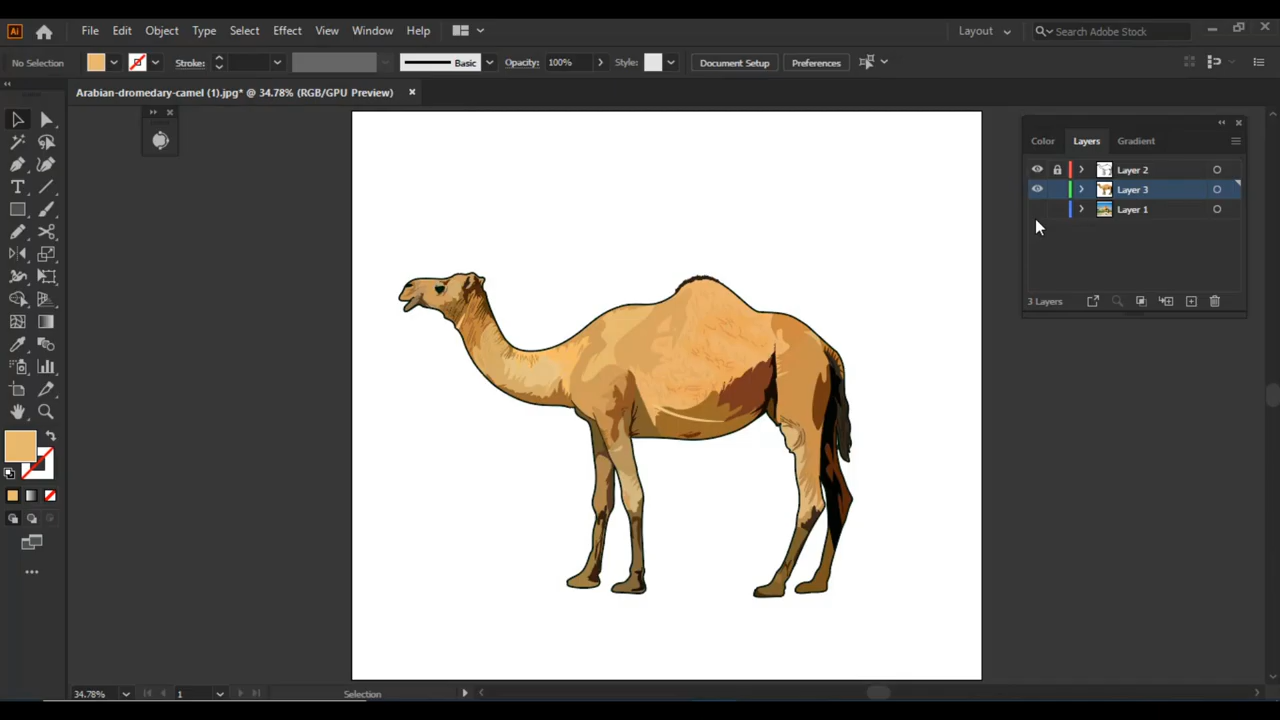 Ai File Edit Object Type Select Effect View Window Help Layout Search Adobe Stock
No Selection Stroke: Basic Opacity: 100% Style: Document Setup Preferences
Arabian-dromedary-camel (1).jpg* @ 34.78% (RGB/GPU Preview)
Color Layers Gradient
Layer 2
Layer 3
Layer 1
3 Layers
34.78% 1 Selection